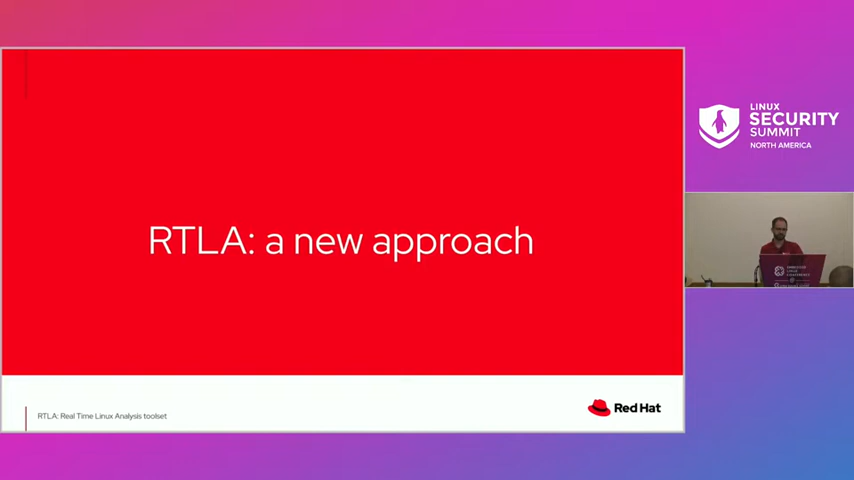 RTLA: a new approach
RTLA: Real Time Linux Analysis toolset
Red Hat
LINUX
SECURITY
SUMMIT
NORTH AMERICA